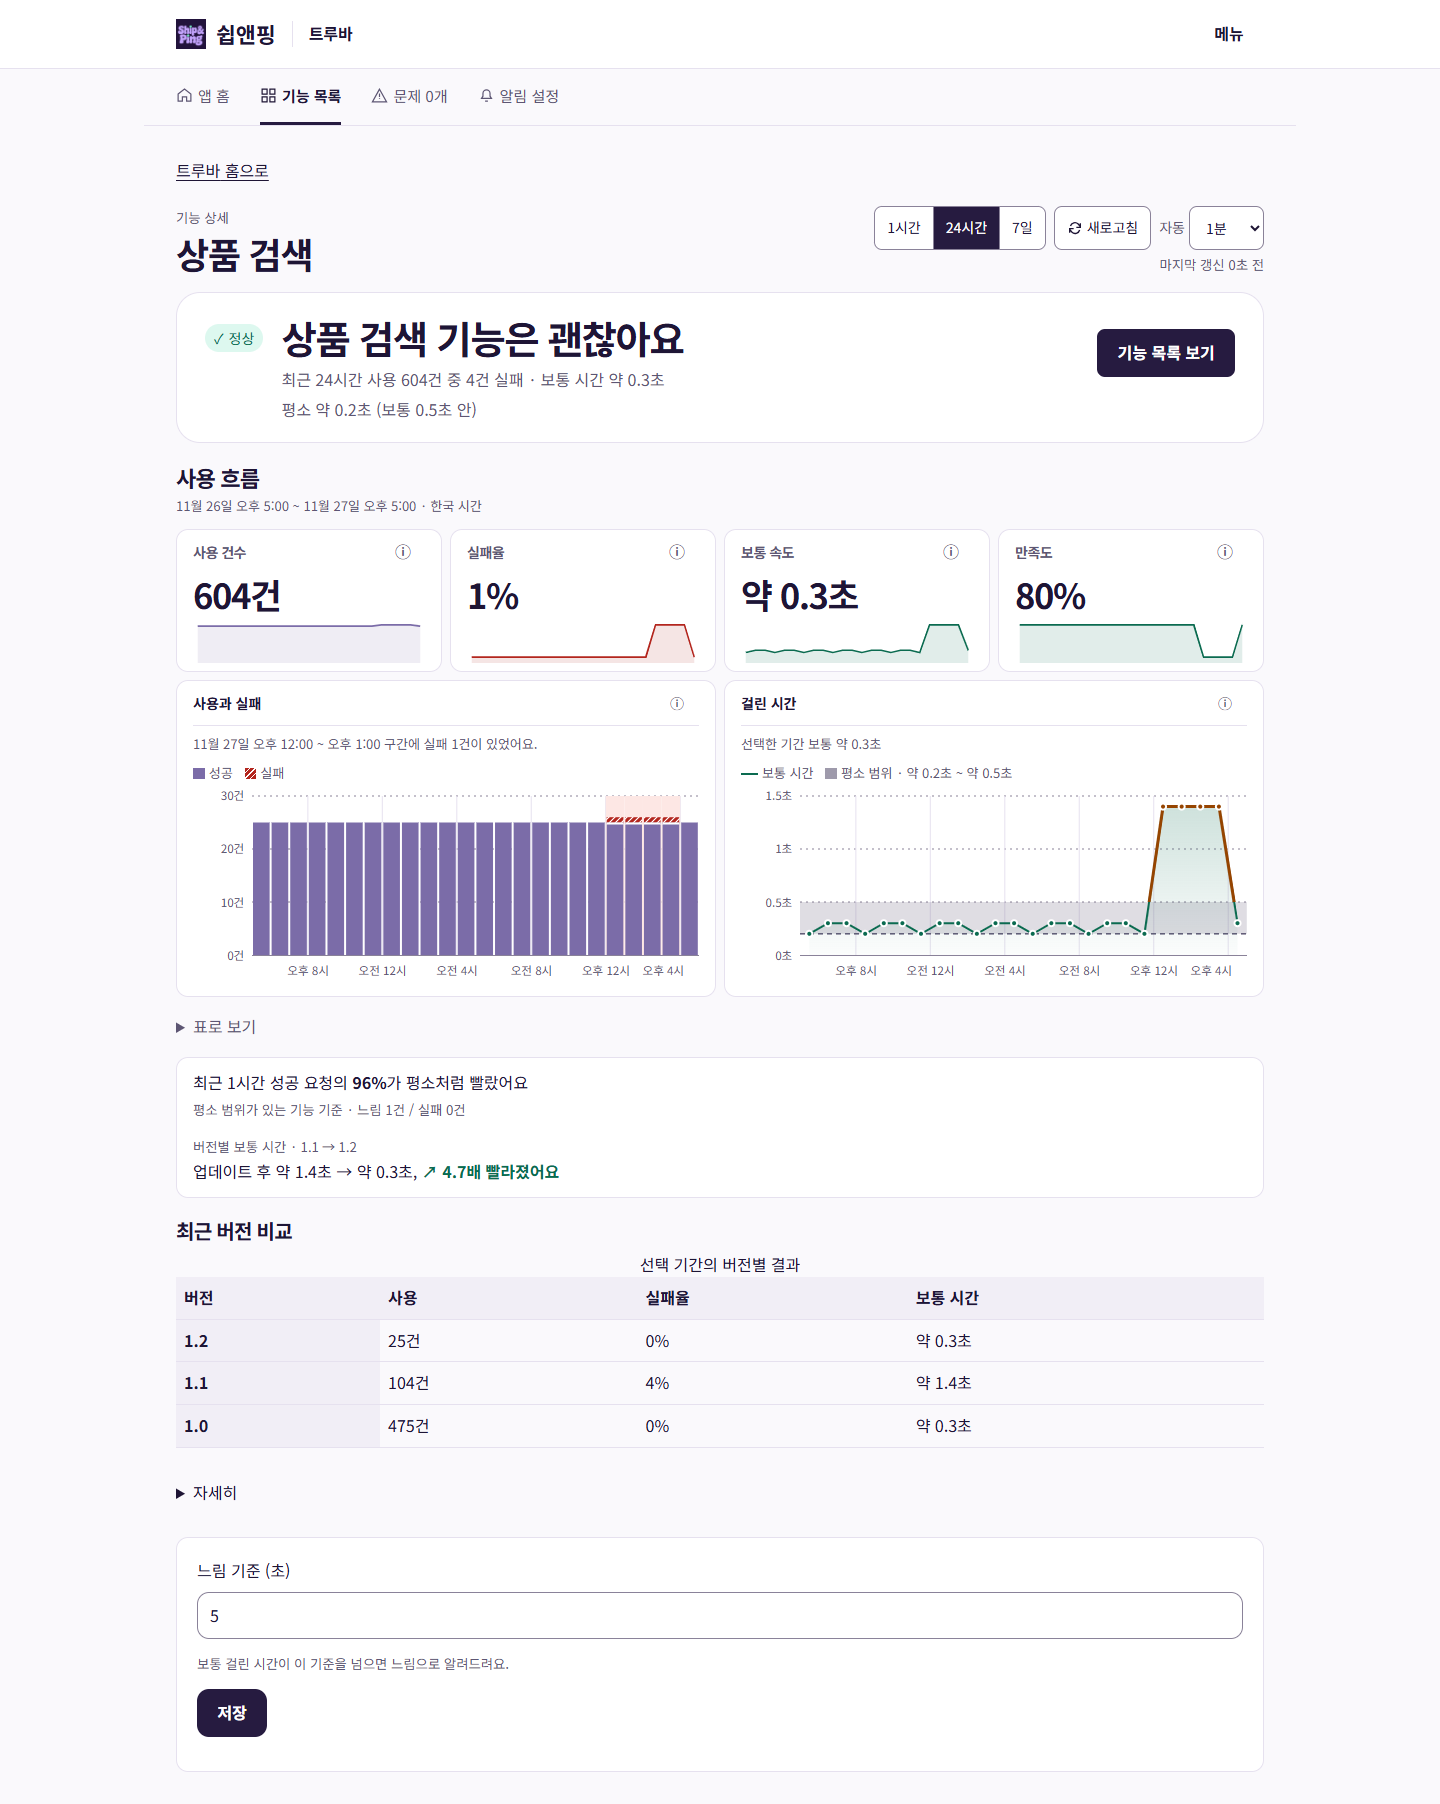 Ship& Ping 쉽앤핑 트루바 메뉴
앱 홈 기능 목록 문제 0개 알림 설정
트루바 홈으로
기능 상세
상품 검색
1시간 24시간 7일 새로고침 자동 1분
마지막 갱신 0초 전
✓ 정상 상품 검색 기능은 괜찮아요
최근 24시간 사용 604건 중 4건 실패 · 보통 시간 약 0.3초
평소 약 0.2초 (보통 0.5초 안)
기능 목록 보기
사용 흐름
11월 26일 오후 5:00 ~ 11월 27일 오후 5:00 · 한국 시간
사용 건수 ⓘ
604건
실패율 ⓘ
1%
보통 속도 ⓘ
약 0.3초
만족도 ⓘ
80%
사용과 실패 ⓘ
11월 27일 오후 12:00 ~ 오후 1:00 구간에 실패 1건이 있었어요.
성공 실패
30건
20건
10건
0건
오후 8시 오전 12시 오전 4시 오전 8시 오후 12시 오후 4시
걸린 시간 ⓘ
선택한 기간 보통 약 0.3초
보통 시간 평소 범위 · 약 0.2초 ~ 약 0.5초
1.5초
1초
0.5초
0초
오후 8시 오전 12시 오전 4시 오전 8시 오후 12시 오후 4시
▶ 표로 보기
최근 1시간 성공 요청의 96%가 평소처럼 빨랐어요
평소 범위가 있는 기능 기준 · 느림 1건 / 실패 0건
버전별 보통 시간 · 1.1 → 1.2
업데이트 후 약 1.4초 → 약 0.3초, ↗ 4.7배 빨라졌어요
최근 버전 비교
선택 기간의 버전별 결과
버전 사용 실패율 보통 시간
1.2 25건 0% 약 0.3초
1.1 104건 4% 약 1.4초
1.0 475건 0% 약 0.3초
▶ 자세히
느림 기준 (초)
5
보통 걸린 시간이 이 기준을 넘으면 느림으로 알려드려요.
저장